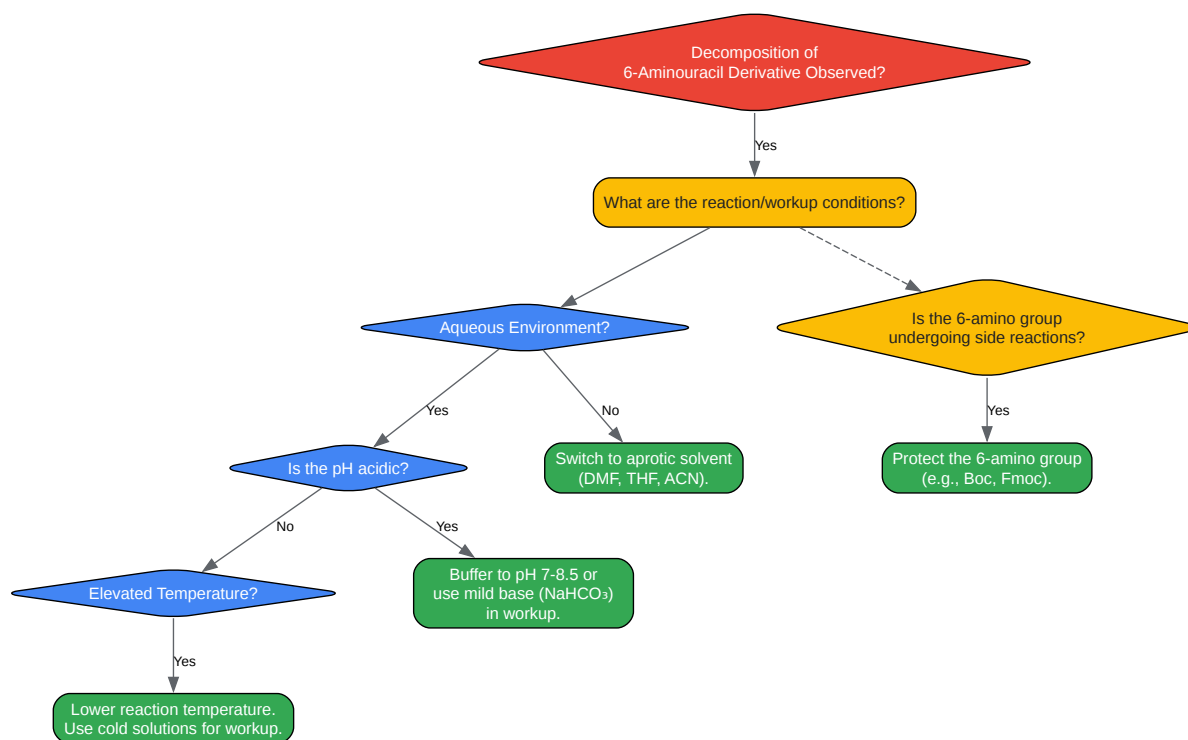 Decomposition of
6-Aminouracil Derivative Observed?
Yes
What are the reaction/workup conditions?
Aqueous Environment?
Is the 6-amino group
undergoing side reactions?
Yes
No
Yes
Is the pH acidic?
Switch to aprotic solvent
(DMF, THF, ACN).
Protect the 6-amino group
(e.g., Boc, Fmoc).
No
Yes
Elevated Temperature?
Buffer to pH 7-8.5 or
use mild base (NaHCO₃)
in workup.
Yes
Lower reaction temperature.
Use cold solutions for workup.